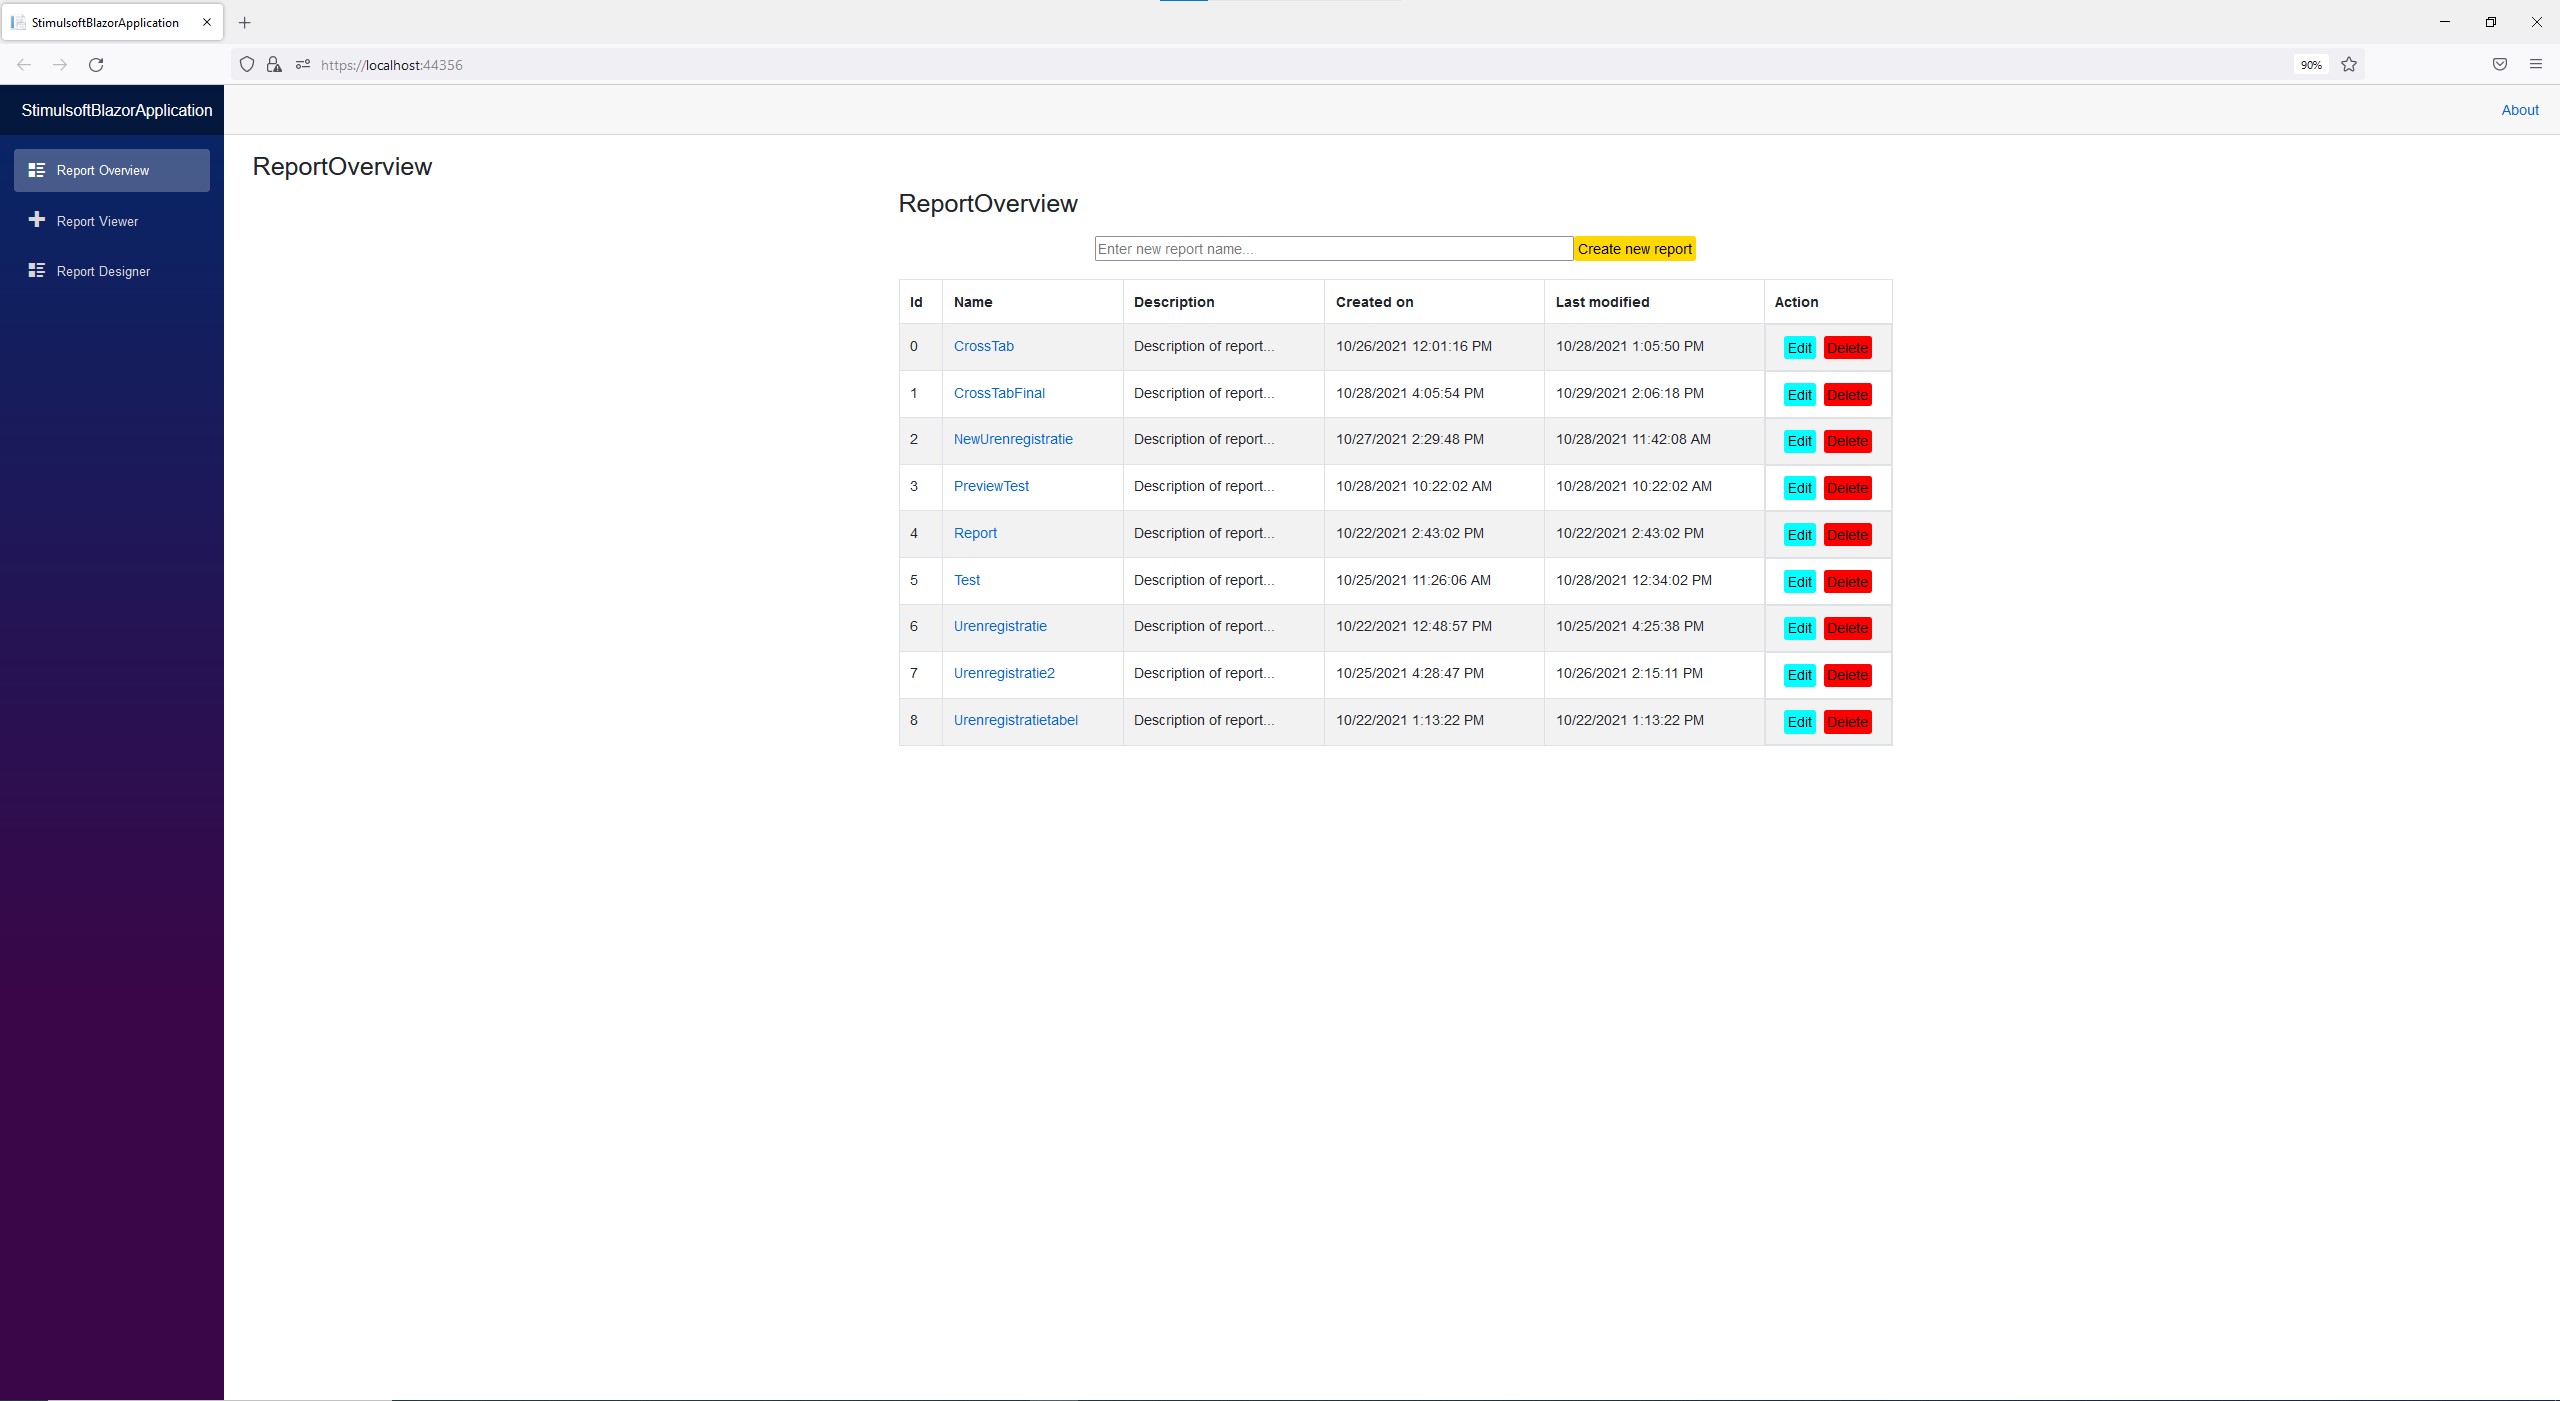 StimulsoftBlazorApplication
https://localhost:44356
90%
StimulsoftBlazorApplication
About
Report Overview
Report Viewer
Report Designer
ReportOverview
ReportOverview
Enter new report name... Create new report
Id Name Description Created on Last modified Action
0 CrossTab Description of report... 10/26/2021 12:01:16 PM 10/28/2021 1:05:50 PM Edit Delete
1 CrossTabFinal Description of report... 10/28/2021 4:05:54 PM 10/29/2021 2:06:18 PM Edit Delete
2 NewUrenregistratie Description of report... 10/27/2021 2:29:48 PM 10/28/2021 11:42:08 AM Edit Delete
3 PreviewTest Description of report... 10/28/2021 10:22:02 AM 10/28/2021 10:22:02 AM Edit Delete
4 Report Description of report... 10/22/2021 2:43:02 PM 10/22/2021 2:43:02 PM Edit Delete
5 Test Description of report... 10/25/2021 11:26:06 AM 10/28/2021 12:34:02 PM Edit Delete
6 Urenregistratie Description of report... 10/22/2021 12:48:57 PM 10/25/2021 4:25:38 PM Edit Delete
7 Urenregistratie2 Description of report... 10/25/2021 4:28:47 PM 10/26/2021 2:15:11 PM Edit Delete
8 Urenregistratietabel Description of report... 10/22/2021 1:13:22 PM 10/22/2021 1:13:22 PM Edit Delete